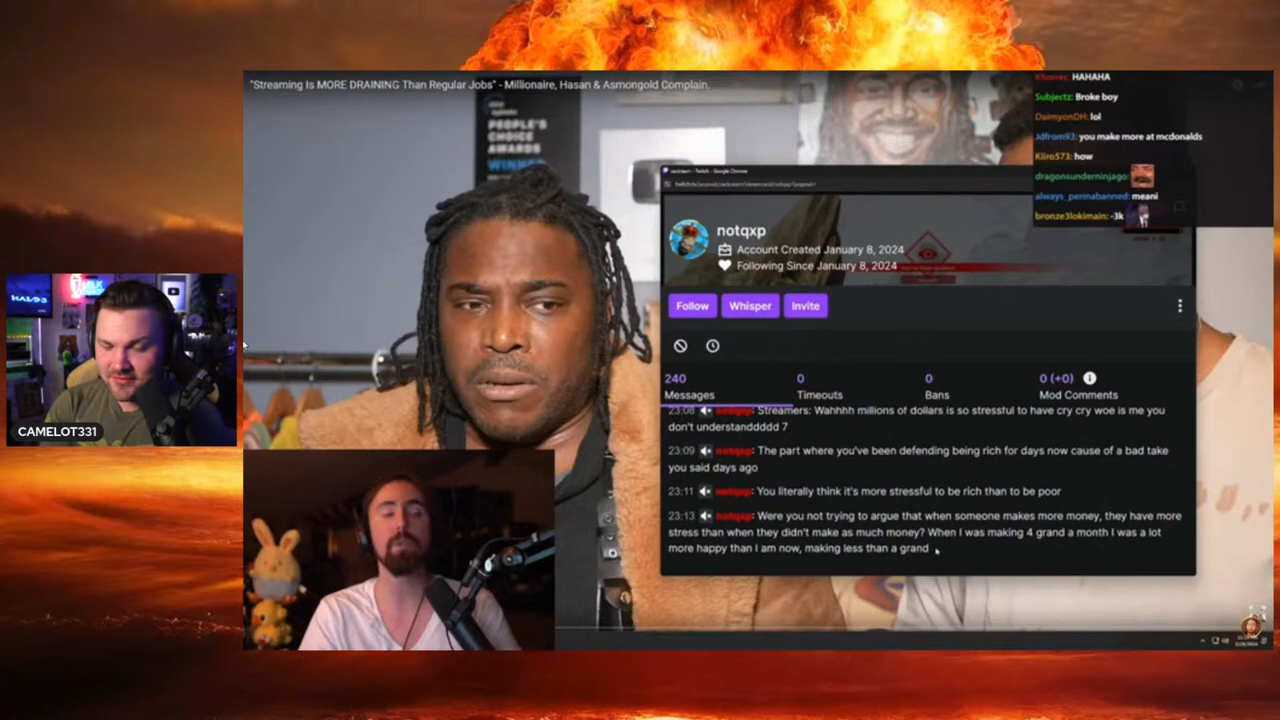 "Streaming Is MORE DRAINING Than Regular Jobs" - Millionaire, Hasan & Asmongold Complain.
PEOPLE'S
CHOICE
AWARDS
WINNER
HAHAHA
Subjectz: Broke boy
DaimyonDH: lol
Jdfrom93: you make more at mcdonalds
Kiiro573: how
dragonsunderninjago:
always_permabanned: meani
bronze3lokimain: -3k
notqxp
Account Created January 8, 2024
Following Since January 8, 2024
Follow
Whisper
Invite
240
Messages
0
Timeouts
0
Bans
0 (+0)
Mod Comments
23:08 notqxp: Streamers: Wahhhh millions of dollars is so stressful to have cry cry woe is me you
don't understanddddd 7
23:09 notqxp: The part where you've been defending being rich for days now cause of a bad take
you said days ago
23:11 notqxp: You literally think it's more stressful to be rich than to be poor
23:13 notqxp: Were you not trying to argue that when someone makes more money, they have more
stress than when they didn't make as much money? When I was making 4 grand a month I was a lot
more happy than I am now, making less than a grand
HALO 3
CAMELOT331